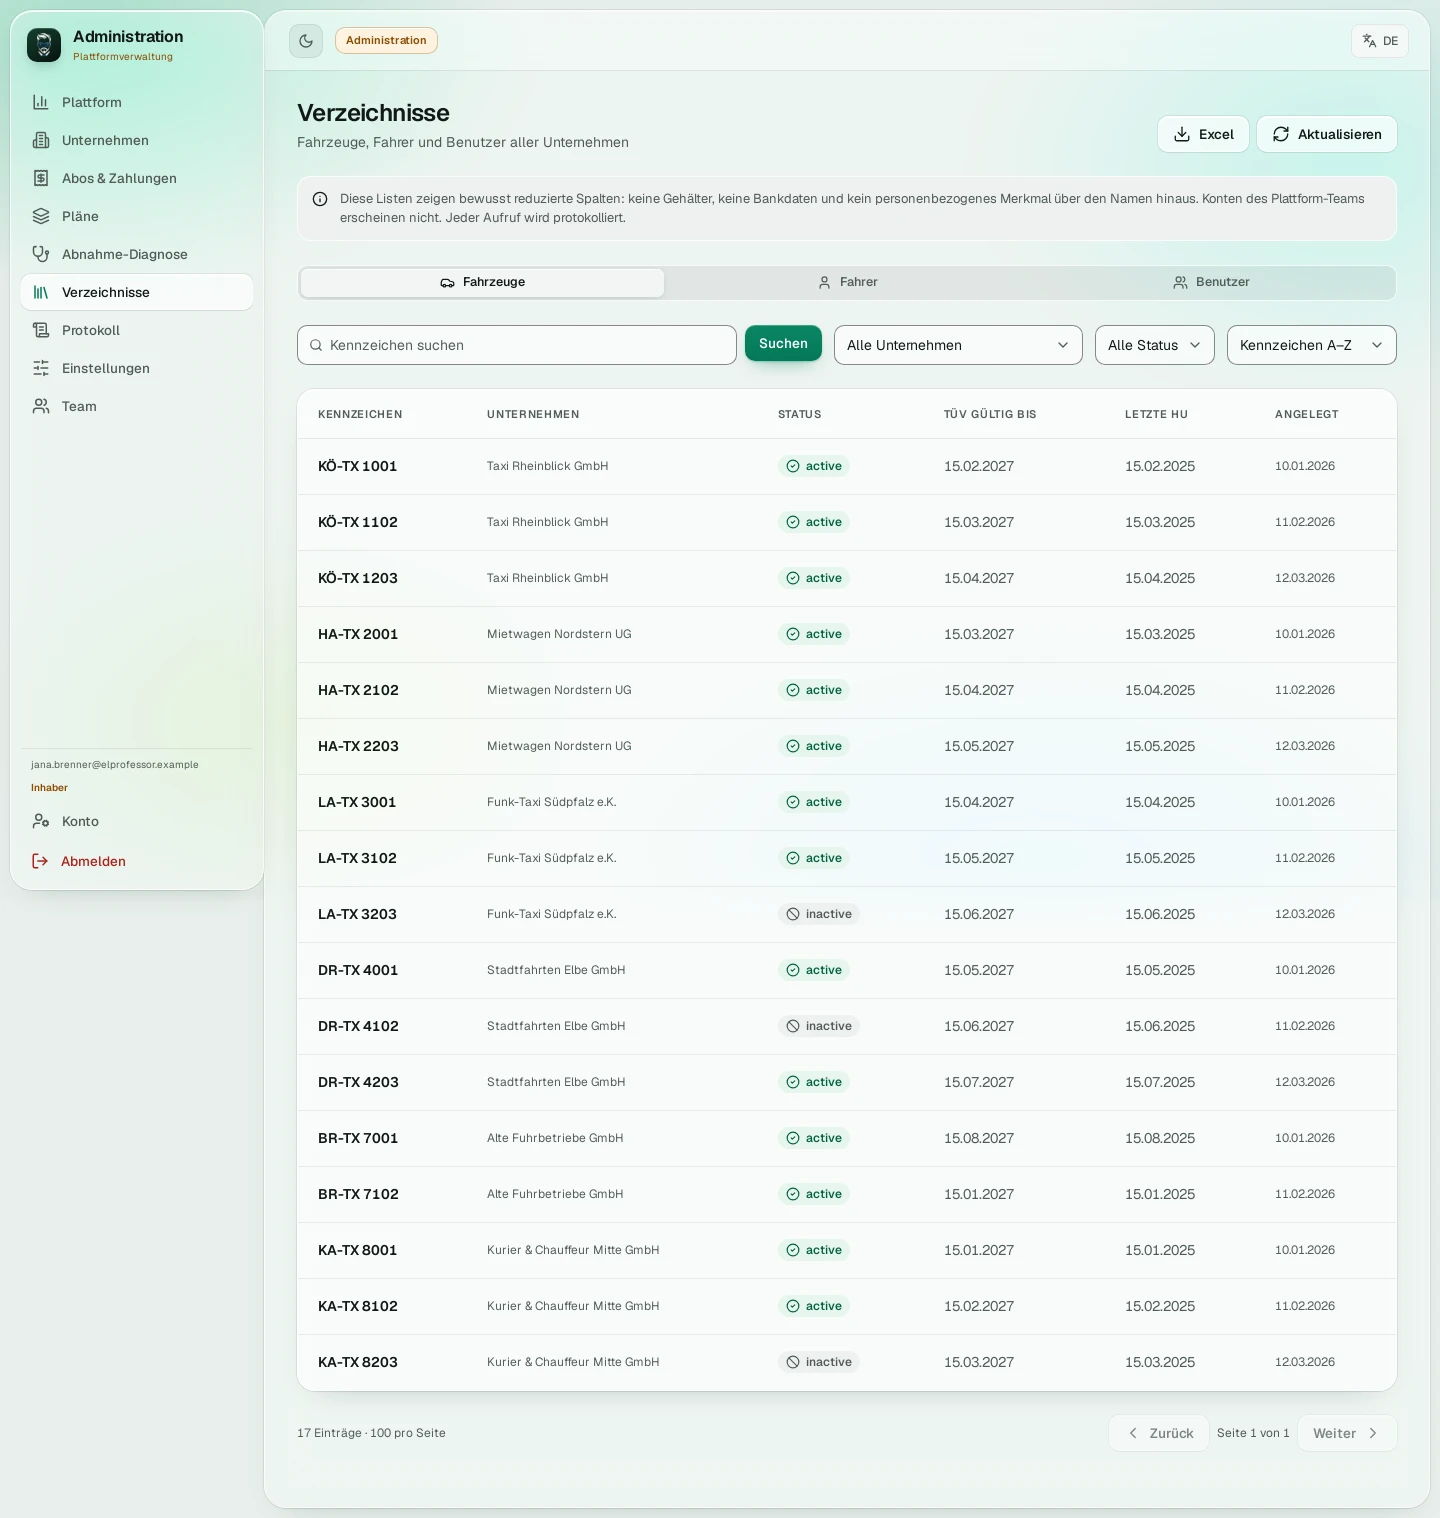 Administration
Plattformverwaltung
Plattform
Unternehmen
Abos & Zahlungen
Pläne
Abnahme-Diagnose
Verzeichnisse
Protokoll
Einstellungen
Team
jana.brenner@elprofessor.example
Inhaber
Konto
Abmelden
Administration
DE
Verzeichnisse
Fahrzeuge, Fahrer und Benutzer aller Unternehmen
Excel
Aktualisieren
Diese Listen zeigen bewusst reduzierte Spalten: keine Gehälter, keine Bankdaten und kein personenbezogenes Merkmal über den Namen hinaus. Konten des Plattform-Teams
erscheinen nicht. Jeder Aufruf wird protokolliert.
Fahrzeuge Fahrer Benutzer
Kennzeichen suchen Suchen Alle Unternehmen Alle Status Kennzeichen A–Z
KENNZEICHEN UNTERNEHMEN STATUS TÜV GÜLTIG BIS LETZTE HU ANGELEGT
KÖ-TX 1001 Taxi Rheinblick GmbH active 15.02.2027 15.02.2025 10.01.2026
KÖ-TX 1102 Taxi Rheinblick GmbH active 15.03.2027 15.03.2025 11.02.2026
KÖ-TX 1203 Taxi Rheinblick GmbH active 15.04.2027 15.04.2025 12.03.2026
HA-TX 2001 Mietwagen Nordstern UG active 15.03.2027 15.03.2025 10.01.2026
HA-TX 2102 Mietwagen Nordstern UG active 15.04.2027 15.04.2025 11.02.2026
HA-TX 2203 Mietwagen Nordstern UG active 15.05.2027 15.05.2025 12.03.2026
LA-TX 3001 Funk-Taxi Südpfalz e.K. active 15.04.2027 15.04.2025 10.01.2026
LA-TX 3102 Funk-Taxi Südpfalz e.K. active 15.05.2027 15.05.2025 11.02.2026
LA-TX 3203 Funk-Taxi Südpfalz e.K. inactive 15.06.2027 15.06.2025 12.03.2026
DR-TX 4001 Stadtfahrten Elbe GmbH active 15.05.2027 15.05.2025 10.01.2026
DR-TX 4102 Stadtfahrten Elbe GmbH inactive 15.06.2027 15.06.2025 11.02.2026
DR-TX 4203 Stadtfahrten Elbe GmbH active 15.07.2027 15.07.2025 12.03.2026
BR-TX 7001 Alte Fuhrbetriebe GmbH active 15.08.2027 15.08.2025 10.01.2026
BR-TX 7102 Alte Fuhrbetriebe GmbH active 15.01.2027 15.01.2025 11.02.2026
KA-TX 8001 Kurier & Chauffeur Mitte GmbH active 15.01.2027 15.01.2025 10.01.2026
KA-TX 8102 Kurier & Chauffeur Mitte GmbH active 15.02.2027 15.02.2025 11.02.2026
KA-TX 8203 Kurier & Chauffeur Mitte GmbH inactive 15.03.2027 15.03.2025 12.03.2026
17 Einträge · 100 pro Seite Zurück Seite 1 von 1 Weiter